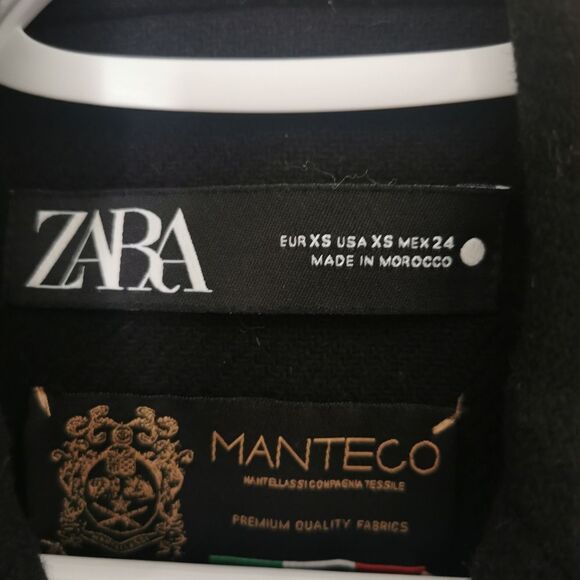 ZARA
EUR XS USA XS MEX 24
MADE IN MOROCCO
MANTECO
MANTELLASSI COMPAGNIA TESSILE
PREMIUM QUALITY FABRICS